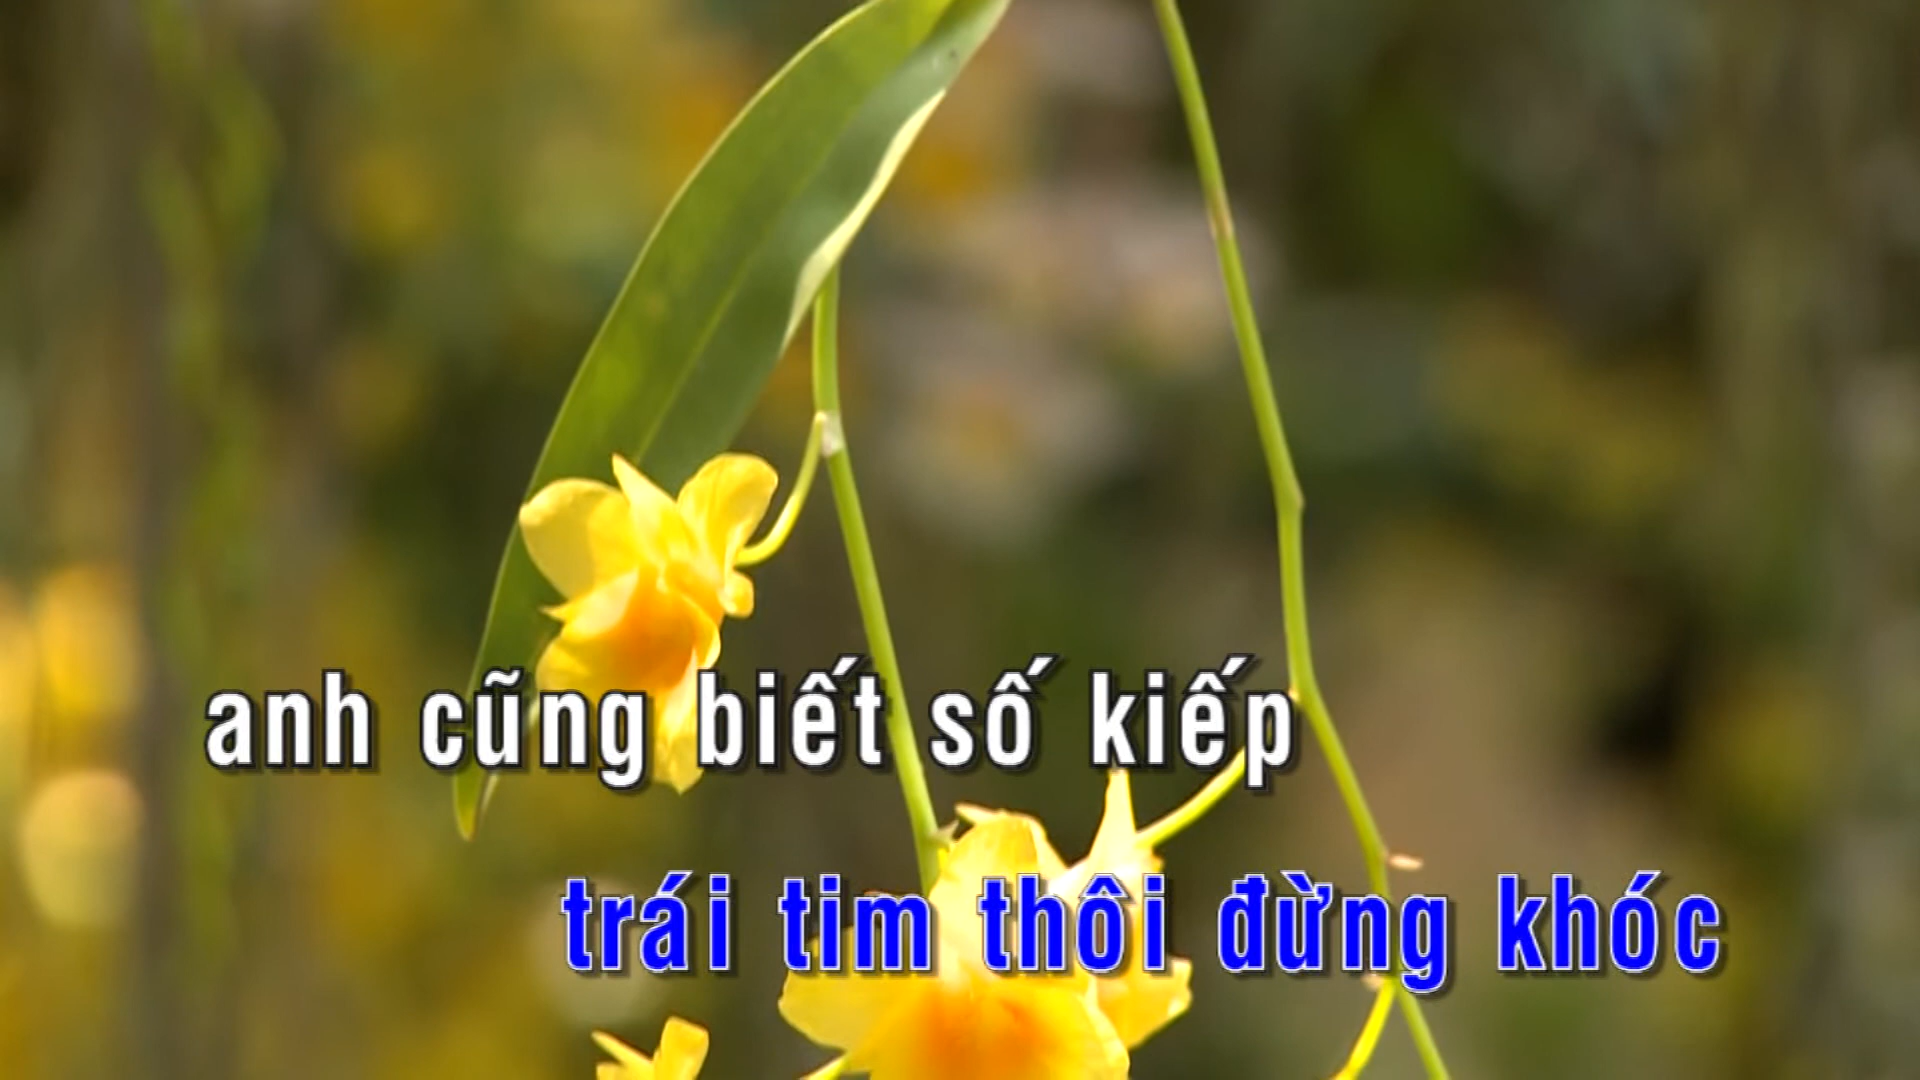 anh cũng biết số kiếp
trái tim thôi đừng khóc